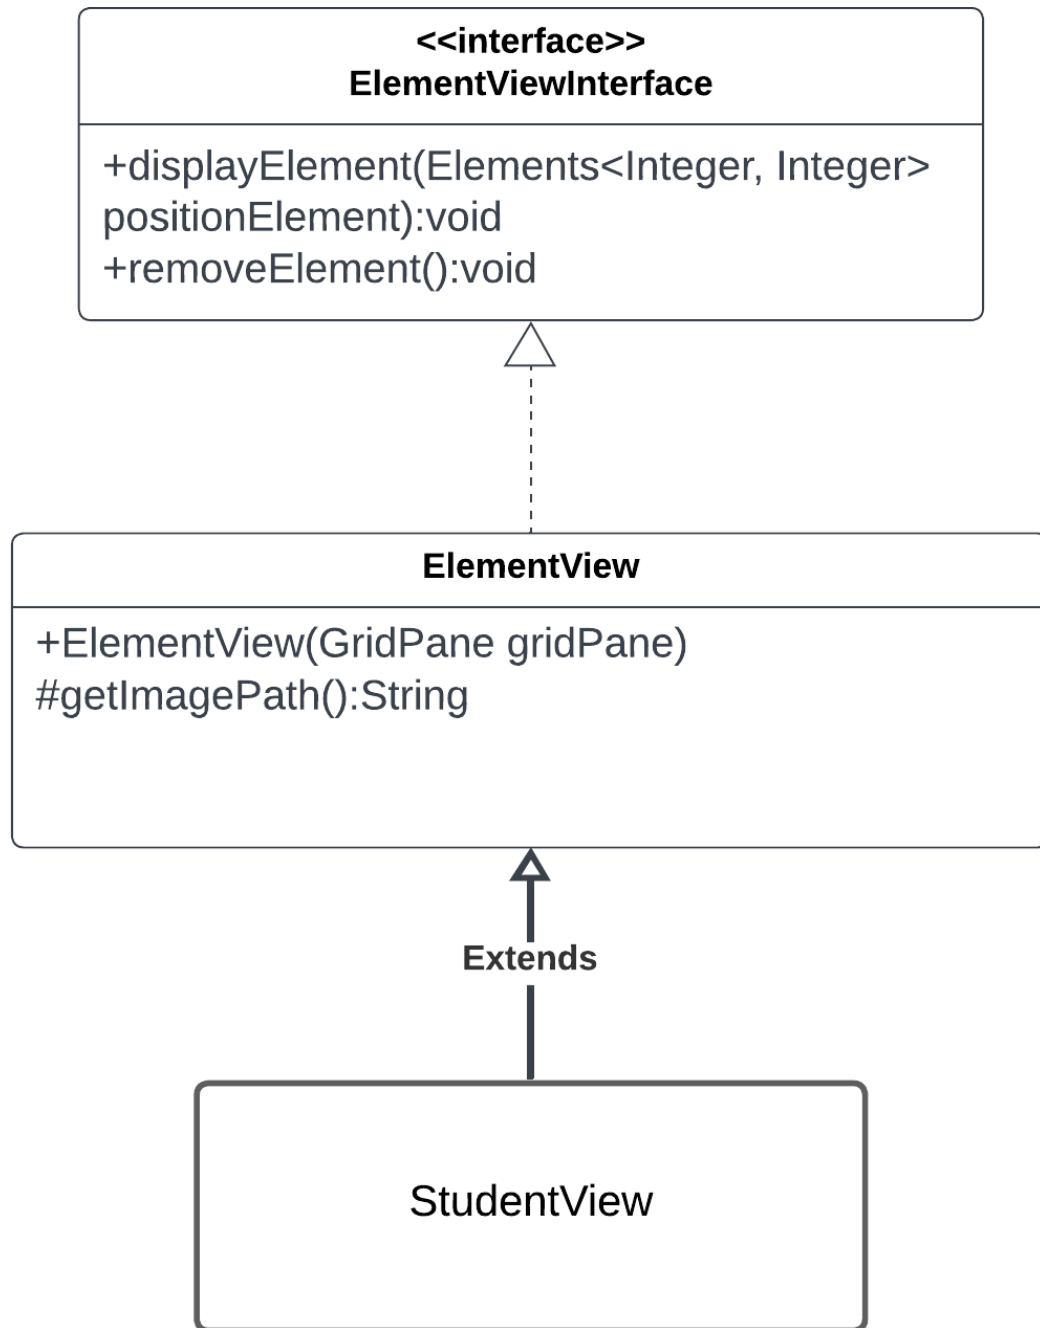 <<interface>>
ElementViewInterface
+displayElement(Elements<Integer, Integer>
positionElement):void
+removeElement():void
ElementView
+ElementView(GridPane gridPane)
#getImagePath():String
Extends
StudentView